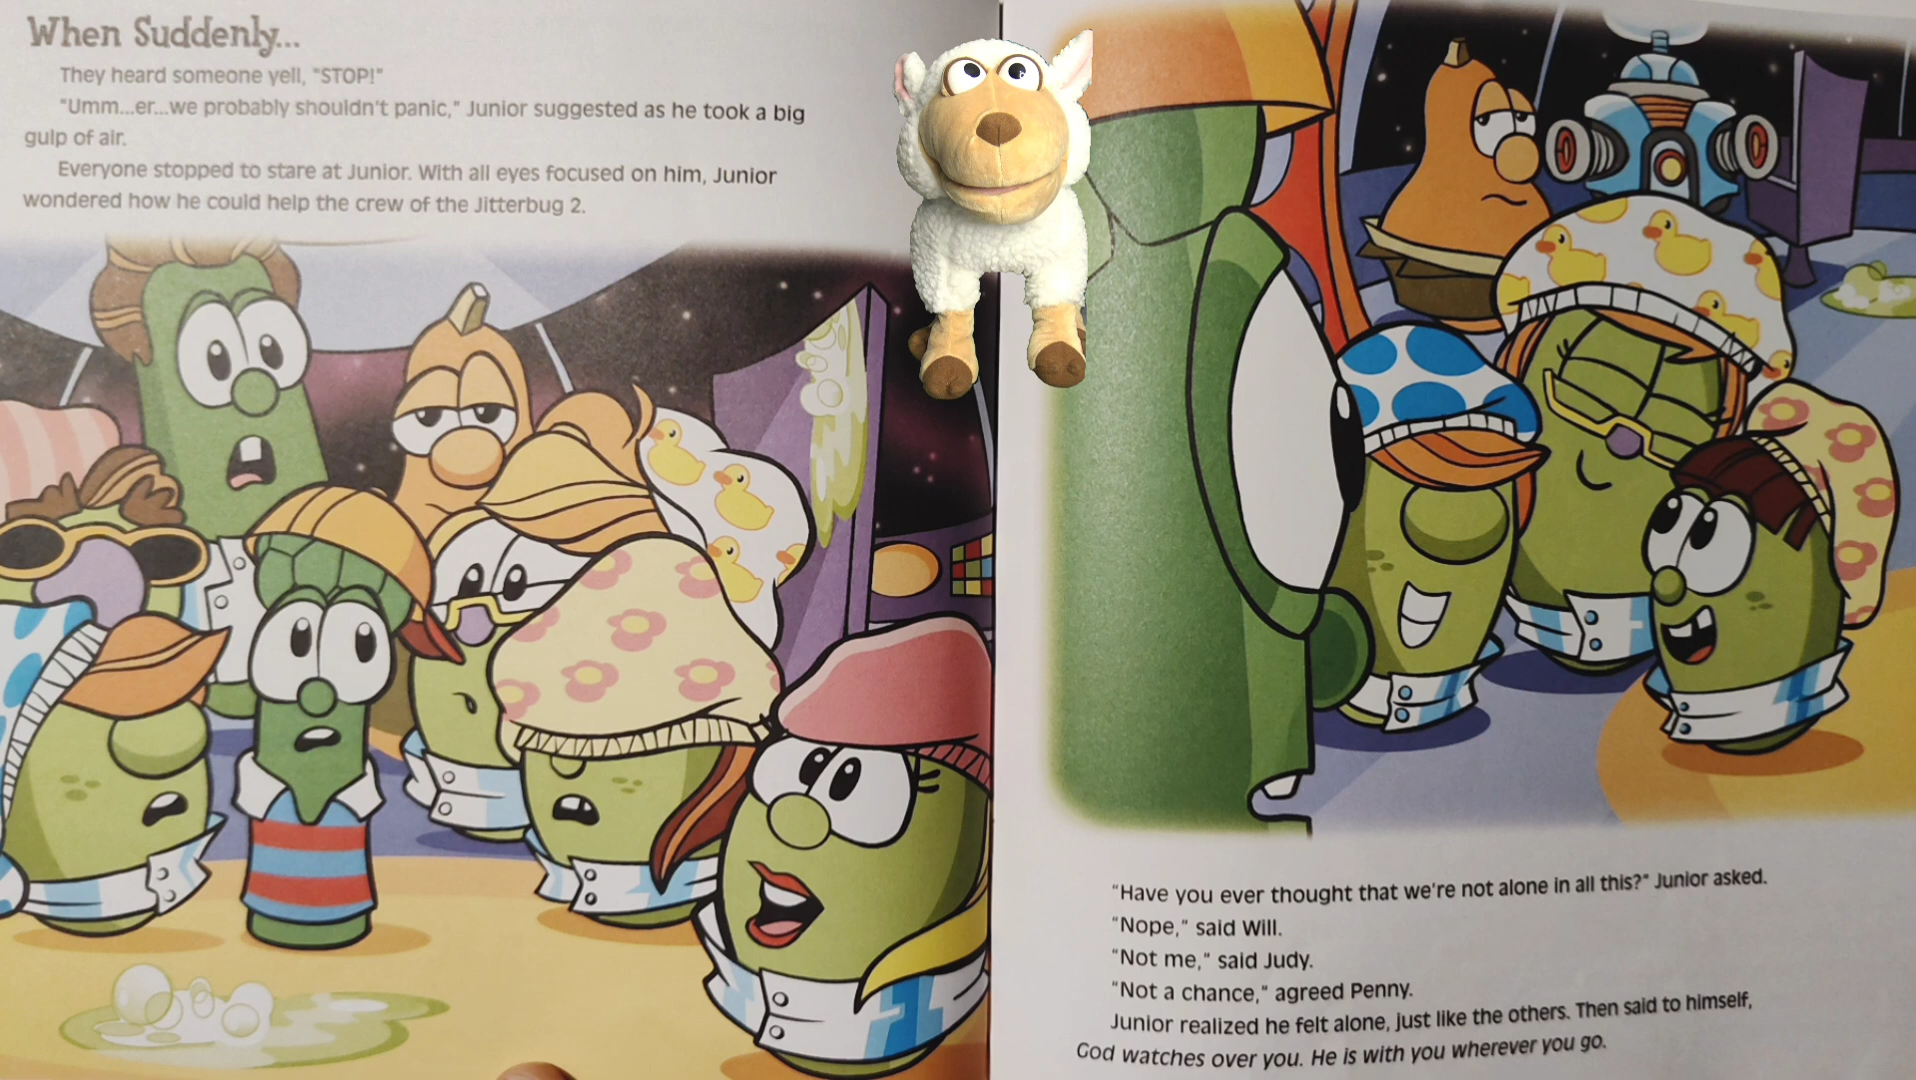 When Suddenly...
They heard someone yell, "STOP!"
"Umm...er...we probably shouldn't panic," Junior suggested as he took a big
gulp of air.
Everyone stopped to stare at Junior. With all eyes focused on him, Junior
wondered how he could help the crew of the Jitterbug 2.
"Have you ever thought that we're not alone in all this?" Junior asked.
"Nope," said Will.
"Not me," said Judy.
"Not a chance," agreed Penny.
Junior realized he felt alone, just like the others. Then said to himself,
God watches over you. He is with you wherever you go.